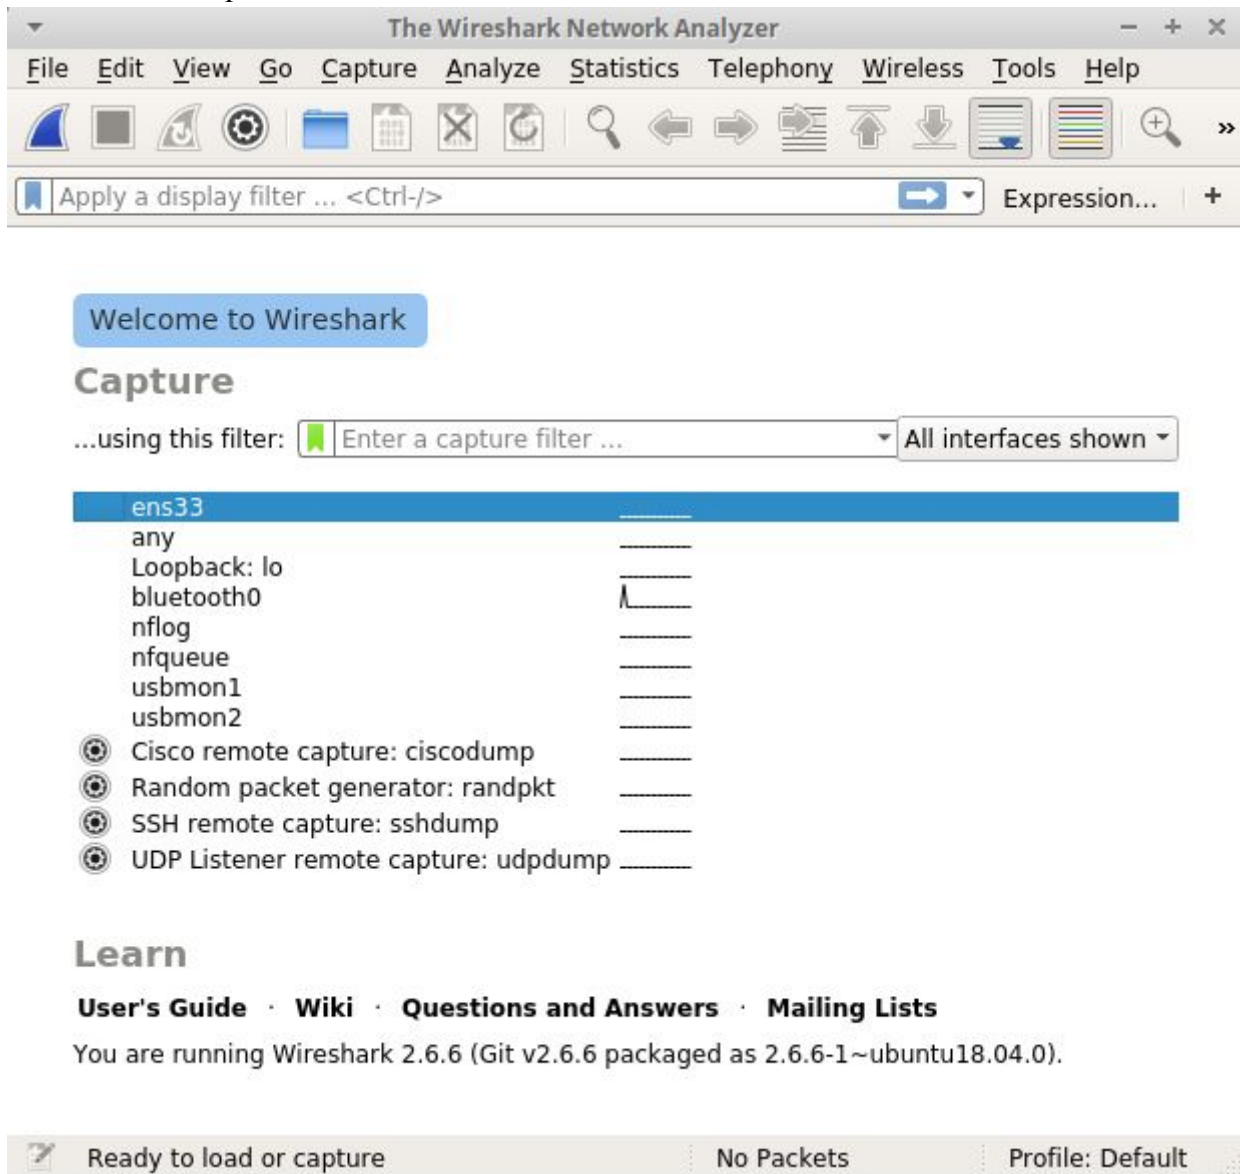 The Wireshark Network Analyzer
File Edit View Go Capture Analyze Statistics Telephony Wireless Tools Help
Apply a display filter ... <Ctrl-/> Expression... +
Welcome to Wireshark
Capture
...using this filter: Enter a capture filter ... All interfaces shown
ens33
any
Loopback: lo
bluetooth0
nflog
nfqueue
usbmon1
usbmon2
Cisco remote capture: ciscodump
Random packet generator: randpkt
SSH remote capture: sshdump
UDP Listener remote capture: udpdump
Learn
User's Guide · Wiki · Questions and Answers · Mailing Lists
You are running Wireshark 2.6.6 (Git v2.6.6 packaged as 2.6.6-1~ubuntu18.04.0).
Ready to load or capture No Packets Profile: Default